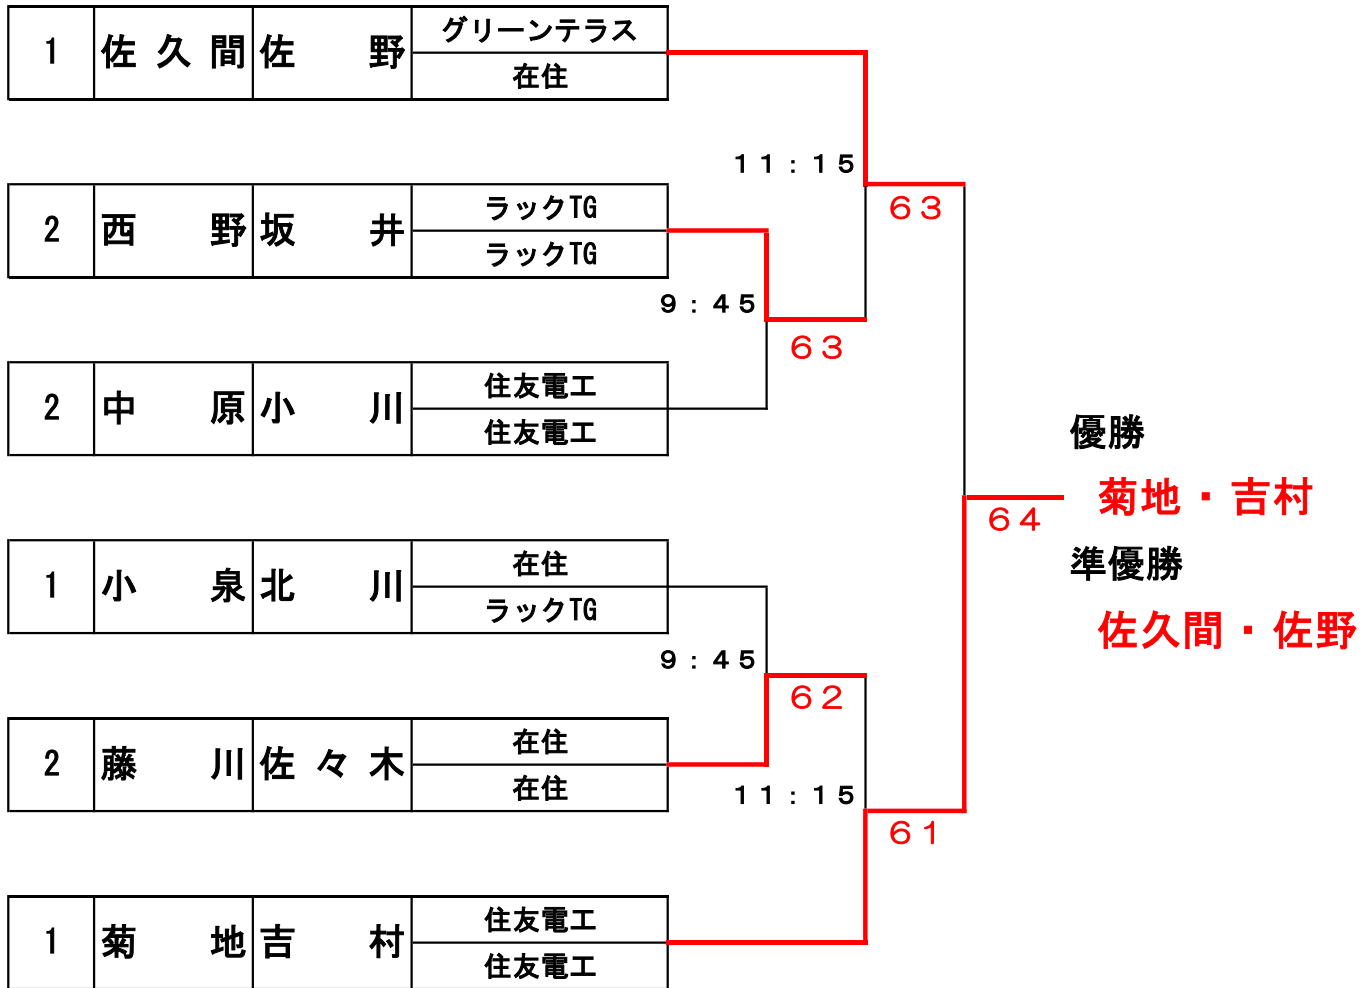 1 佐久間 佐野 グリーンテラス
在住
11:15
63
2 西野 坂井 ラックTG
ラックTG
9:45
63
2 中原 小川 住友電工
住友電工
優勝
菊地・吉村
64
準優勝
佐久間・佐野
1 小泉 北川 在住
ラックTG
9:45
62
2 藤川 佐々木 在住
在住
11:15
61
1 菊地 吉村 住友電工
住友電工